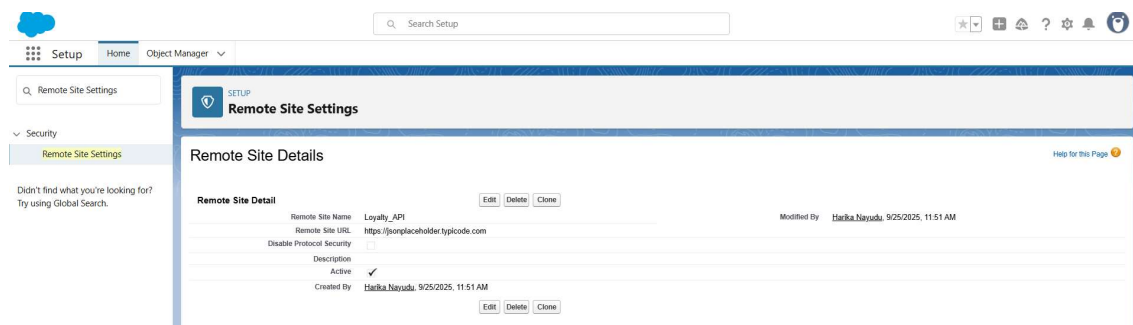 Search Setup
Setup Home Object Manager
Remote Site Settings
SETUP
Remote Site Settings
Security
Remote Site Settings
Didn't find what you're looking for?
Try using Global Search.
Remote Site Details
Help for this Page
Remote Site Detail Edit Delete Clone
Remote Site Name Loyalty_API Modified By Harika Nayudu, 9/25/2025, 11:51 AM
Remote Site URL https://jsonplaceholder.typicode.com
Disable Protocol Security
Description
Active
Created By Harika Nayudu, 9/25/2025, 11:51 AM
Edit Delete Clone